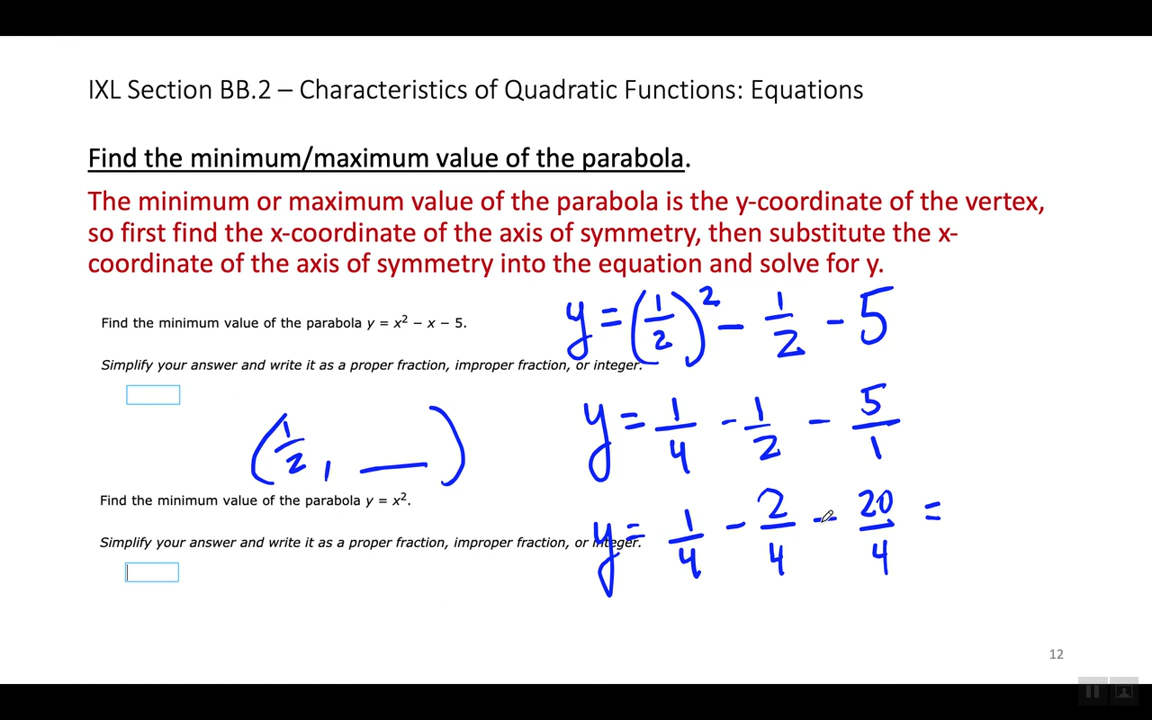 IXL Section BB.2 – Characteristics of Quadratic Functions: Equations
Find the minimum/maximum value of the parabola.
The minimum or maximum value of the parabola is the y-coordinate of the vertex,
so first find the x-coordinate of the axis of symmetry, then substitute the x-
coordinate of the axis of symmetry into the equation and solve for y.
y = (1/2)² – 1/2 – 5
Find the minimum value of the parabola y = x² – x – 5.
Simplify your answer and write it as a proper fraction, improper fraction, or integer.
y = 1/4 – 1/2 – 5/1
(1/2, __)
Find the minimum value of the parabola y = x².
y = 1/4 – 2/4 – 20/4 =
Simplify your answer and write it as a proper fraction, improper fraction, or integer.
12